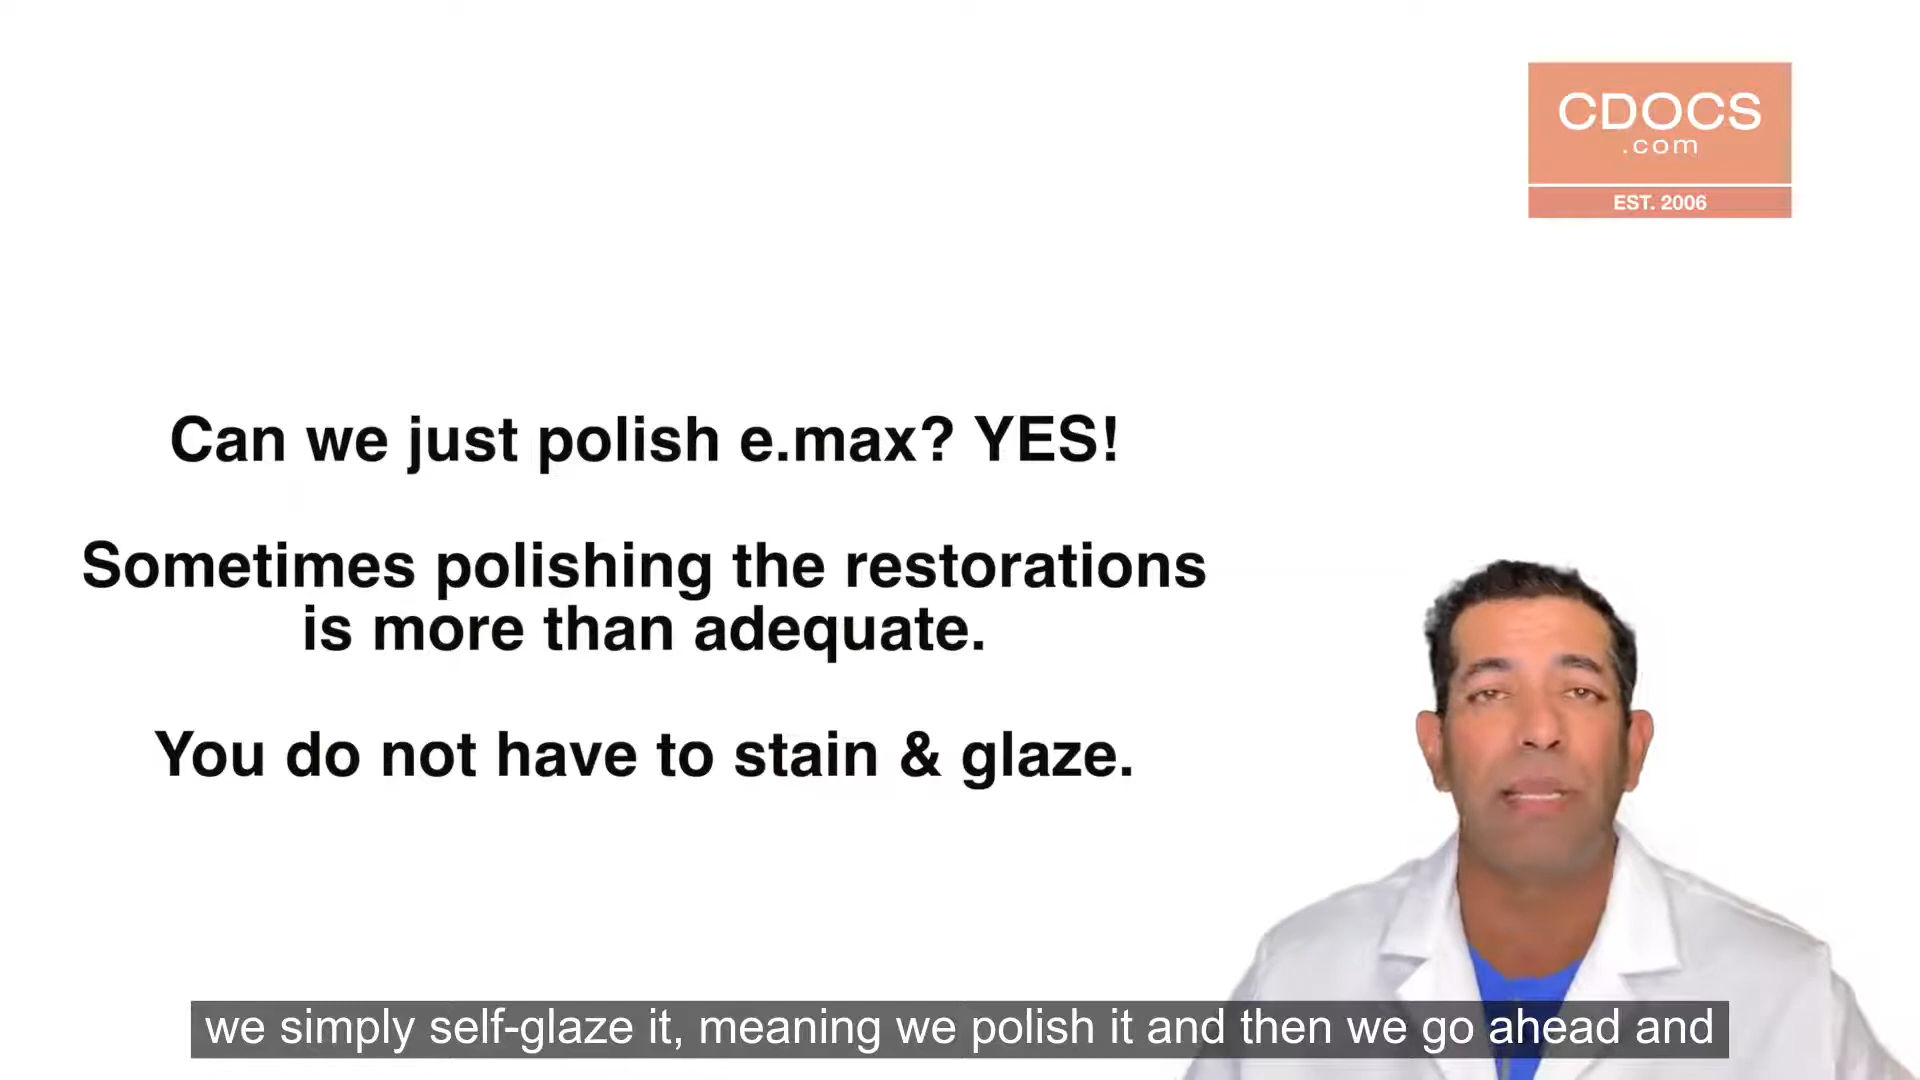 CDOCS
.com
EST. 2006
Can we just polish e.max? YES!
Sometimes polishing the restorations
is more than adequate.
You do not have to stain & glaze.
we simply self-glaze it, meaning we polish it and then we go ahead and